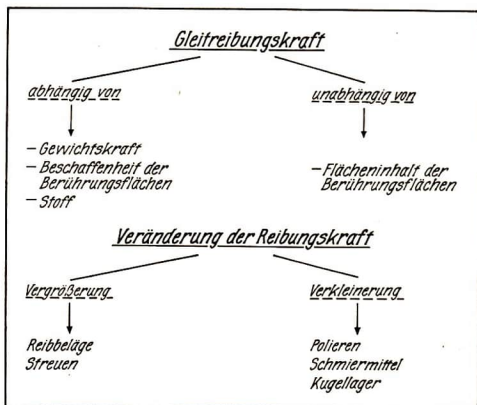 Gleitreibungskraft
abhängig von
unabhängig von
– Gewichtskraft
– Beschaffenheit der
Berührungsflächen
– Stoff
– Flächeninhalt der
Berührungsflächen
Veränderung der Reibungskraft
Vergrößerung
Verkleinerung
Reibbeläge
Streuen
Polieren
Schmiermittel
Kugellager